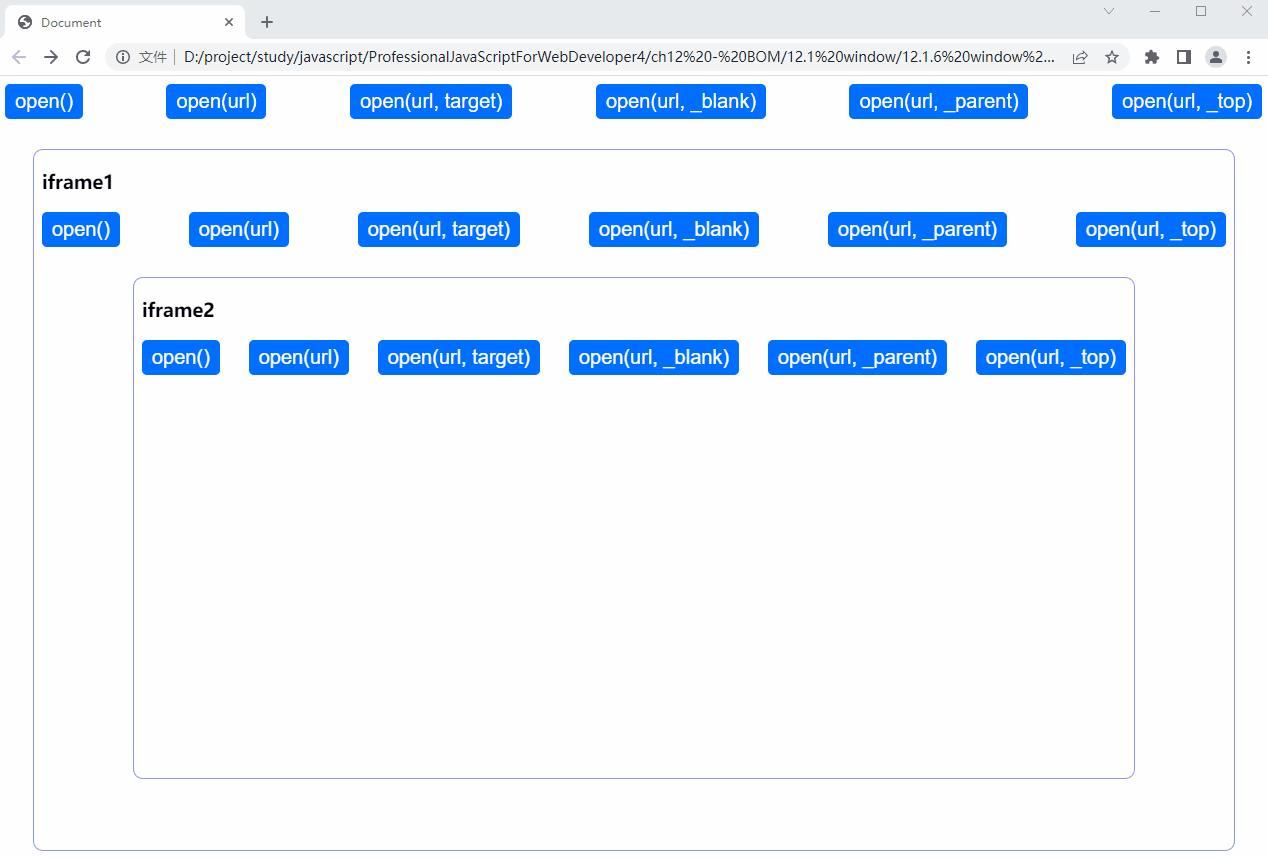 Document
文件 D:/project/study/javascript/ProfessionalJavaScriptForWebDeveloper4/ch12%20-%20BOM/12.1%20window/12.1.6%20window%2...
open() open(url) open(url, target) open(url, _blank) open(url, _parent) open(url, _top)
iframe1
open() open(url) open(url, target) open(url, _blank) open(url, _parent) open(url, _top)
iframe2
open() open(url) open(url, target) open(url, _blank) open(url, _parent) open(url, _top)